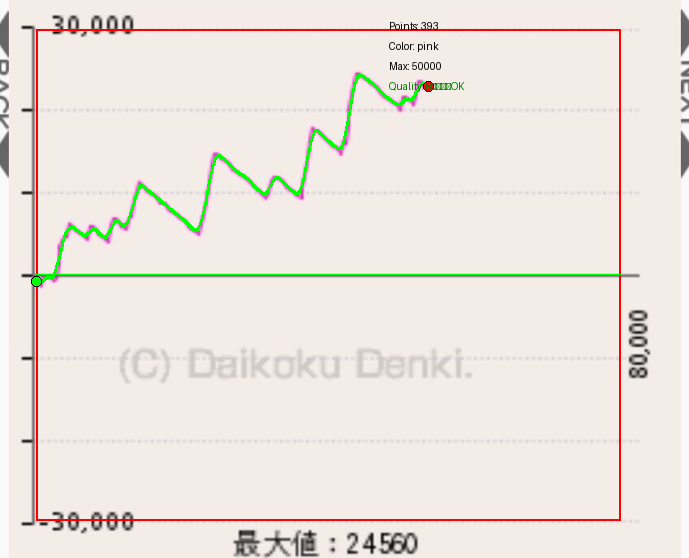 30,000
Points: 393
Color: pink
Max: 50000
BACK
NEXT
80,000
(C) Daikoku Denki.
-30,000
最大値：24560